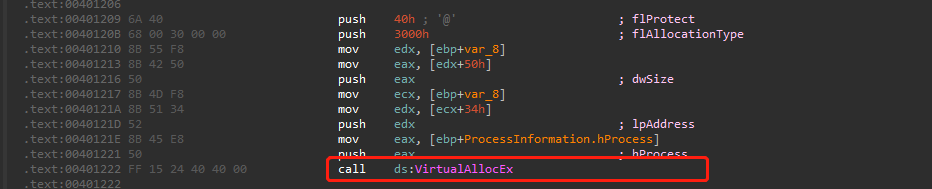 .text:00401206
.text:00401209 6A 40 push 40h ; '@' ; flProtect
.text:0040120B 68 00 30 00 00 push 3000h ; flAllocationType
.text:00401210 8B 55 F8 mov edx, [ebp+var_8]
.text:00401213 8B 42 50 mov eax, [edx+50h]
.text:00401216 50 push eax ; dwSize
.text:00401217 8B 4D F8 mov ecx, [ebp+var_8]
.text:0040121A 8B 51 34 mov edx, [ecx+34h]
.text:0040121D 52 push edx ; lpAddress
.text:0040121E 8B 45 E8 mov eax, [ebp+ProcessInformation.hProcess]
.text:00401221 50 push eax ; hProcess
.text:00401222 FF 15 24 40 40 00 call ds:VirtualAllocEx
.text:00401222